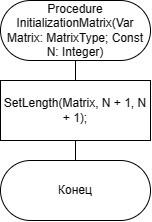 Procedure
InitializationMatrix(Var
Matrix: MatrixType; Const
N: Integer)
SetLength(Matrix, N + 1, N
+ 1);
Конец